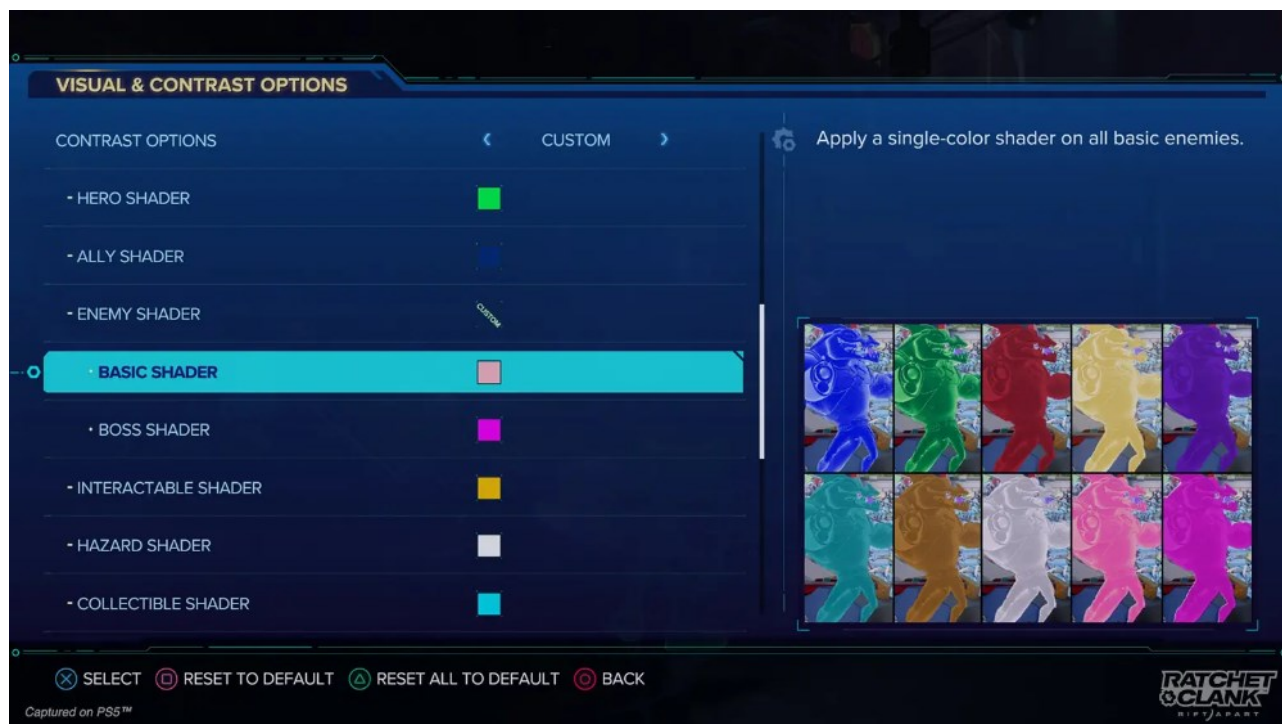 VISUAL & CONTRAST OPTIONS
CONTRAST OPTIONS CUSTOM
- HERO SHADER
- ALLY SHADER
- ENEMY SHADER CUSTOM
· BASIC SHADER
· BOSS SHADER
- INTERACTABLE SHADER
- HAZARD SHADER
- COLLECTIBLE SHADER
Apply a single-color shader on all basic enemies.
SELECT RESET TO DEFAULT RESET ALL TO DEFAULT BACK
Captured on PS5™
RATCHET
&CLANK
RIFT APART